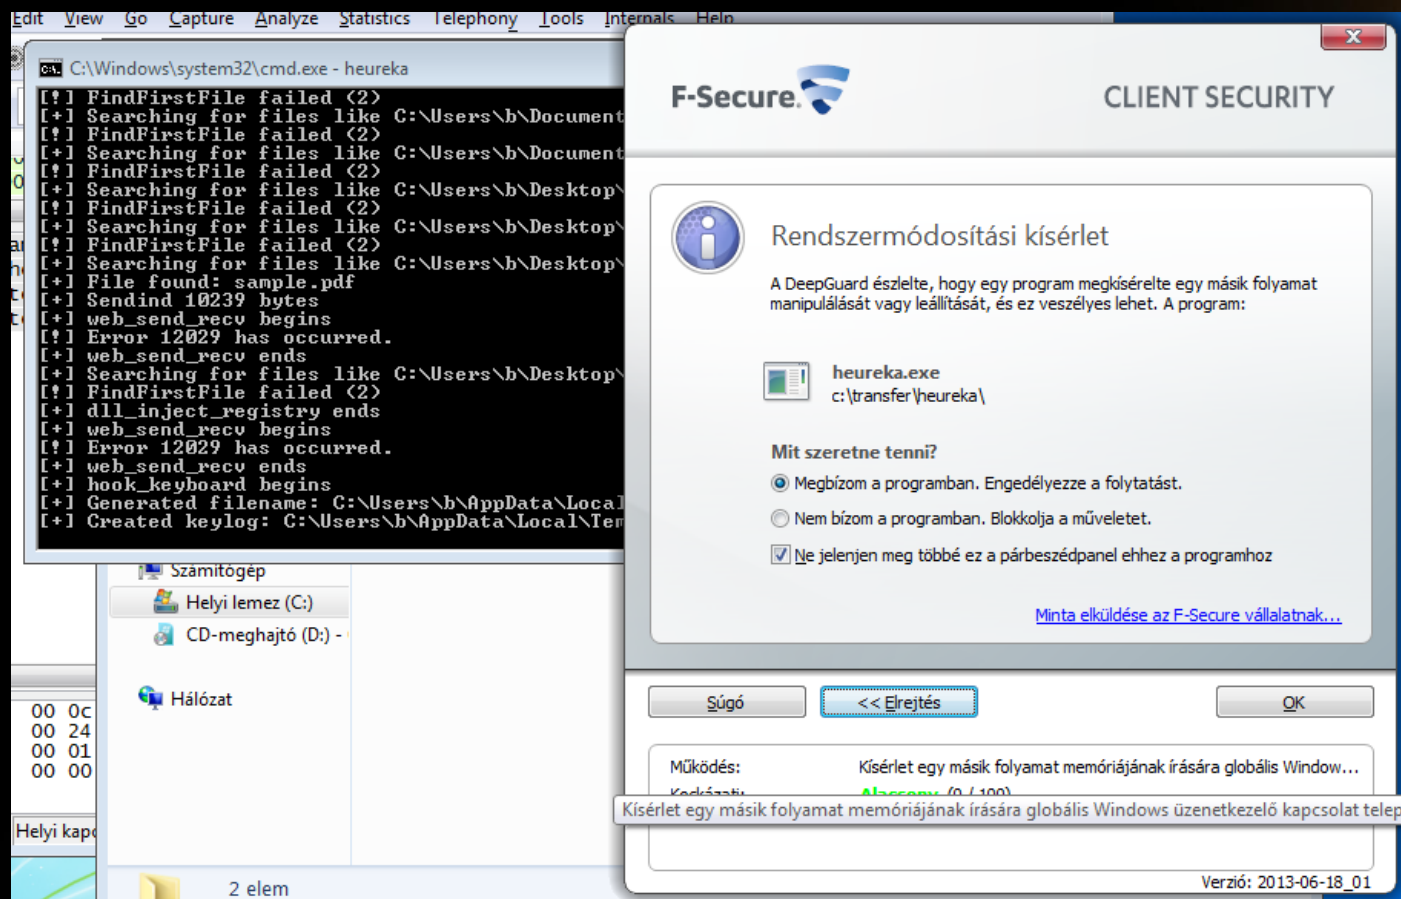 Edit View Go Capture Analyze Statistics Telephony Tools Internals Help
C:\Windows\system32\cmd.exe - heureka
[!] FindFirstFile failed (2)
[+] Searching for files like C:\Users\b\Document
[!] FindFirstFile failed (2)
[+] Searching for files like C:\Users\b\Document
[!] FindFirstFile failed (2)
[+] Searching for files like C:\Users\b\Desktop\
[!] FindFirstFile failed (2)
[+] Searching for files like C:\Users\b\Desktop\
[!] FindFirstFile failed (2)
[+] Searching for files like C:\Users\b\Desktop\
[+] File found: sample.pdf
[+] Sendind 10239 bytes
[+] web_send_recv begins
[!] Error 12029 has occurred.
[+] web_send_recv ends
[+] Searching for files like C:\Users\b\Desktop\
[!] FindFirstFile failed (2)
[+] dll_inject_registry ends
[+] web_send_recv begins
[!] Error 12029 has occurred.
[+] web_send_recv ends
[+] hook_keyboard begins
[+] Generated filename: C:\Users\b\AppData\Local
[+] Created keylog: C:\Users\b\AppData\Local\Tem
Számítógép
Helyi lemez (C:)
CD-meghajtó (D:) -
Hálózat
00 0c
00 24
00 01
00 00
Helyi kapc
2 elem
F-Secure.
CLIENT SECURITY
Rendszermódosítási kísérlet
A DeepGuard észlelte, hogy egy program megkísérelte egy másik folyamat
manipulálását vagy leállítását, és ez veszélyes lehet. A program:
heureka.exe
c:\transfer\heureka\
Mit szeretne tenni?
Megbízom a programban. Engedélyezze a folytatást.
Nem bízom a programban. Blokkolja a műveletet.
Ne jelenjen meg többé ez a párbeszédpanel ehhez a programhoz
Minta elküldése az F-Secure vállalatnak...
Súgó
<< Elrejtés
OK
Működés: Kísérlet egy másik folyamat memóriájának írására globális Window...
Kockázati: Alacsony (0 / 100)
Kísérlet egy másik folyamat memóriájának írására globális Windows üzenetkezelő kapcsolat telep
Verzió: 2013-06-18_01